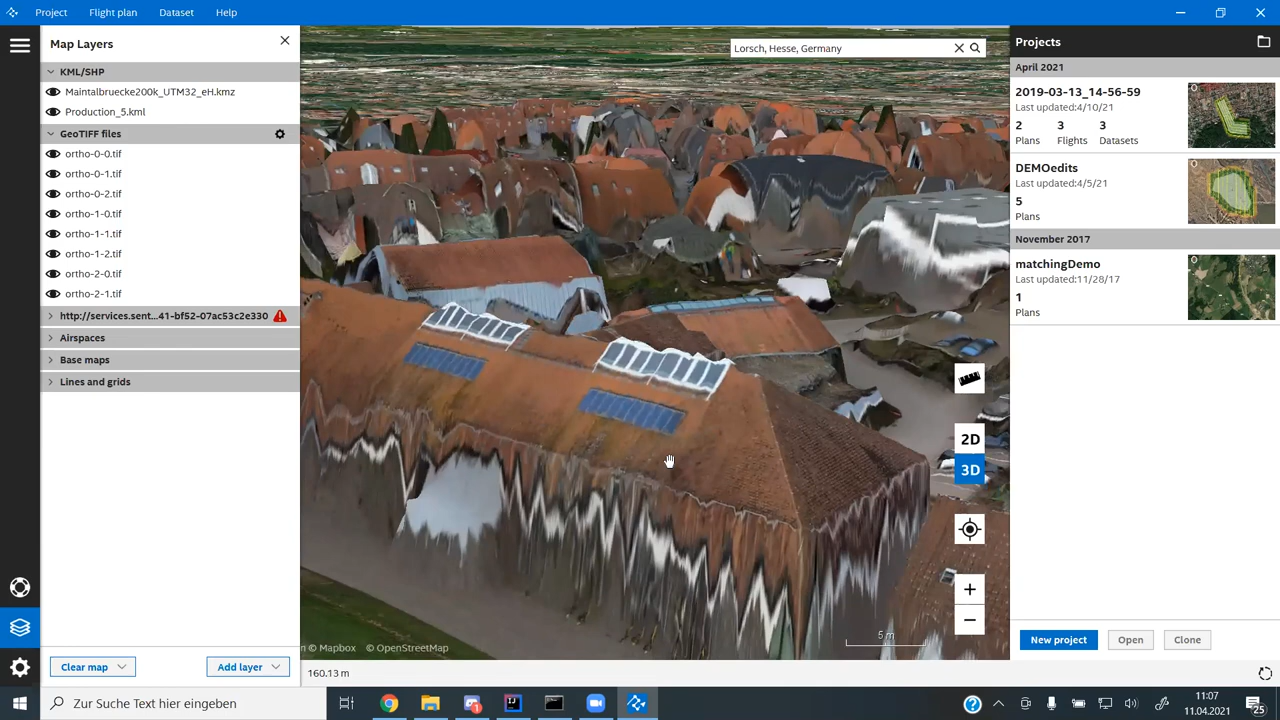 Project Flight plan Dataset Help
Map Layers
KML/SHP
Maintalbruecke200k_UTM32_eH.kmz
Production_5.kml
GeoTIFF files
ortho-0-0.tif
ortho-0-1.tif
ortho-0-2.tif
ortho-1-0.tif
ortho-1-1.tif
ortho-1-2.tif
ortho-2-0.tif
ortho-2-1.tif
http://services.sent...41-bf52-07ac53c2e330
Airspaces
Base maps
Lines and grids
Clear map
Add layer
Lorsch, Hesse, Germany
2D
3D
5 m
n © Mapbox © OpenStreetMap
160.13 m
Projects
April 2021
2019-03-13_14-56-59
Last updated:4/10/21
2 3 3
Plans Flights Datasets
DEMOedits
Last updated:4/5/21
5
Plans
November 2017
matchingDemo
Last updated:11/28/17
1
Plans
New project Open Clone
Zur Suche Text hier eingeben
11:07
11.04.2021
25